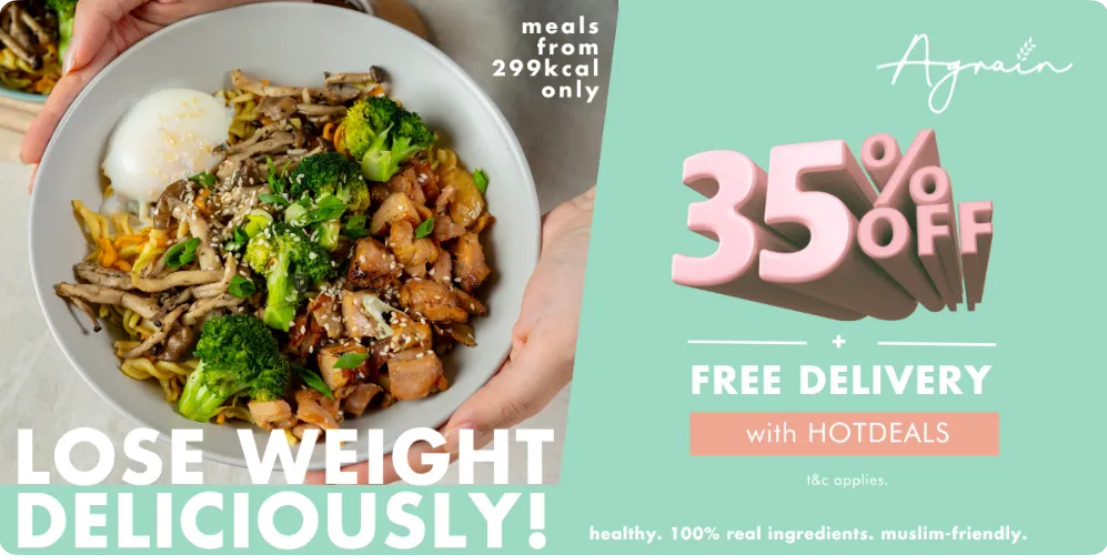 meals
from
299kcal
only
LOSE WEIGHT
DELICIOUSLY!
Agrain
35% OFF
+
FREE DELIVERY
with HOTDEALS
t&c applies.
healthy. 100% real ingredients. muslim-friendly.